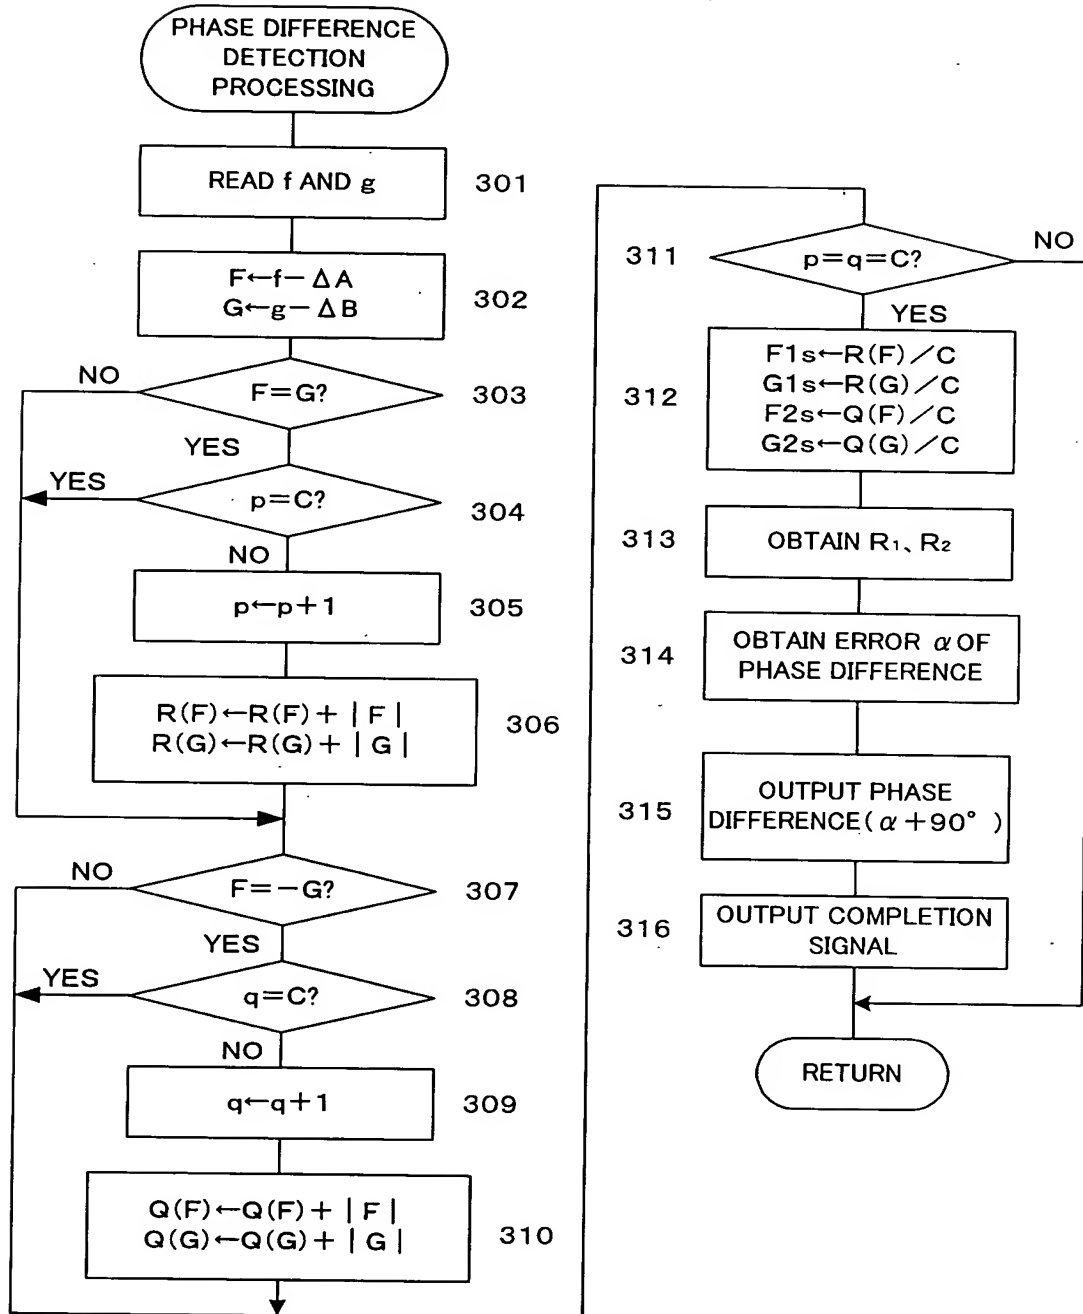 PHASE DIFFERENCE
DETECTION
PROCESSING
READ f AND g
301
F←f−ΔA
G←g−ΔB
302
NO
F=G?
303
YES
YES
p=C?
304
NO
p←p+1
305
R(F)←R(F)+|F|
R(G)←R(G)+|G|
306
NO
F=−G?
307
YES
YES
q=C?
308
NO
q←q+1
309
Q(F)←Q(F)+|F|
Q(G)←Q(G)+|G|
310
311
p=q=C?
NO
YES
312
F1s←R(F)/C
G1s←R(G)/C
F2s←Q(F)/C
G2s←Q(G)/C
313
OBTAIN R₁、R₂
314
OBTAIN ERROR α OF
PHASE DIFFERENCE
315
OUTPUT PHASE
DIFFERENCE(α+90°)
316
OUTPUT COMPLETION
SIGNAL
RETURN